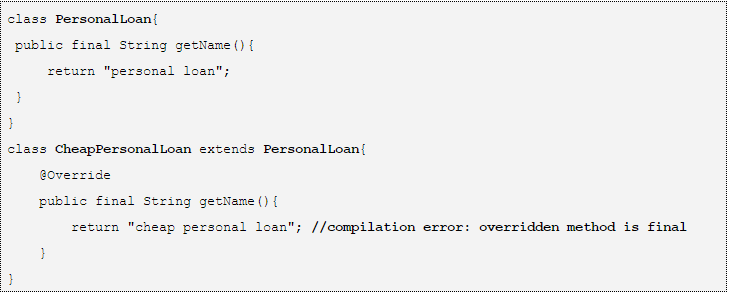 class PersonalLoan{
public final String getName(){
return "personal loan";
}
}
class CheapPersonalLoan extends PersonalLoan{
@Override
public final String getName(){
return "cheap personal loan"; //compilation error: overridden method is final
}
}